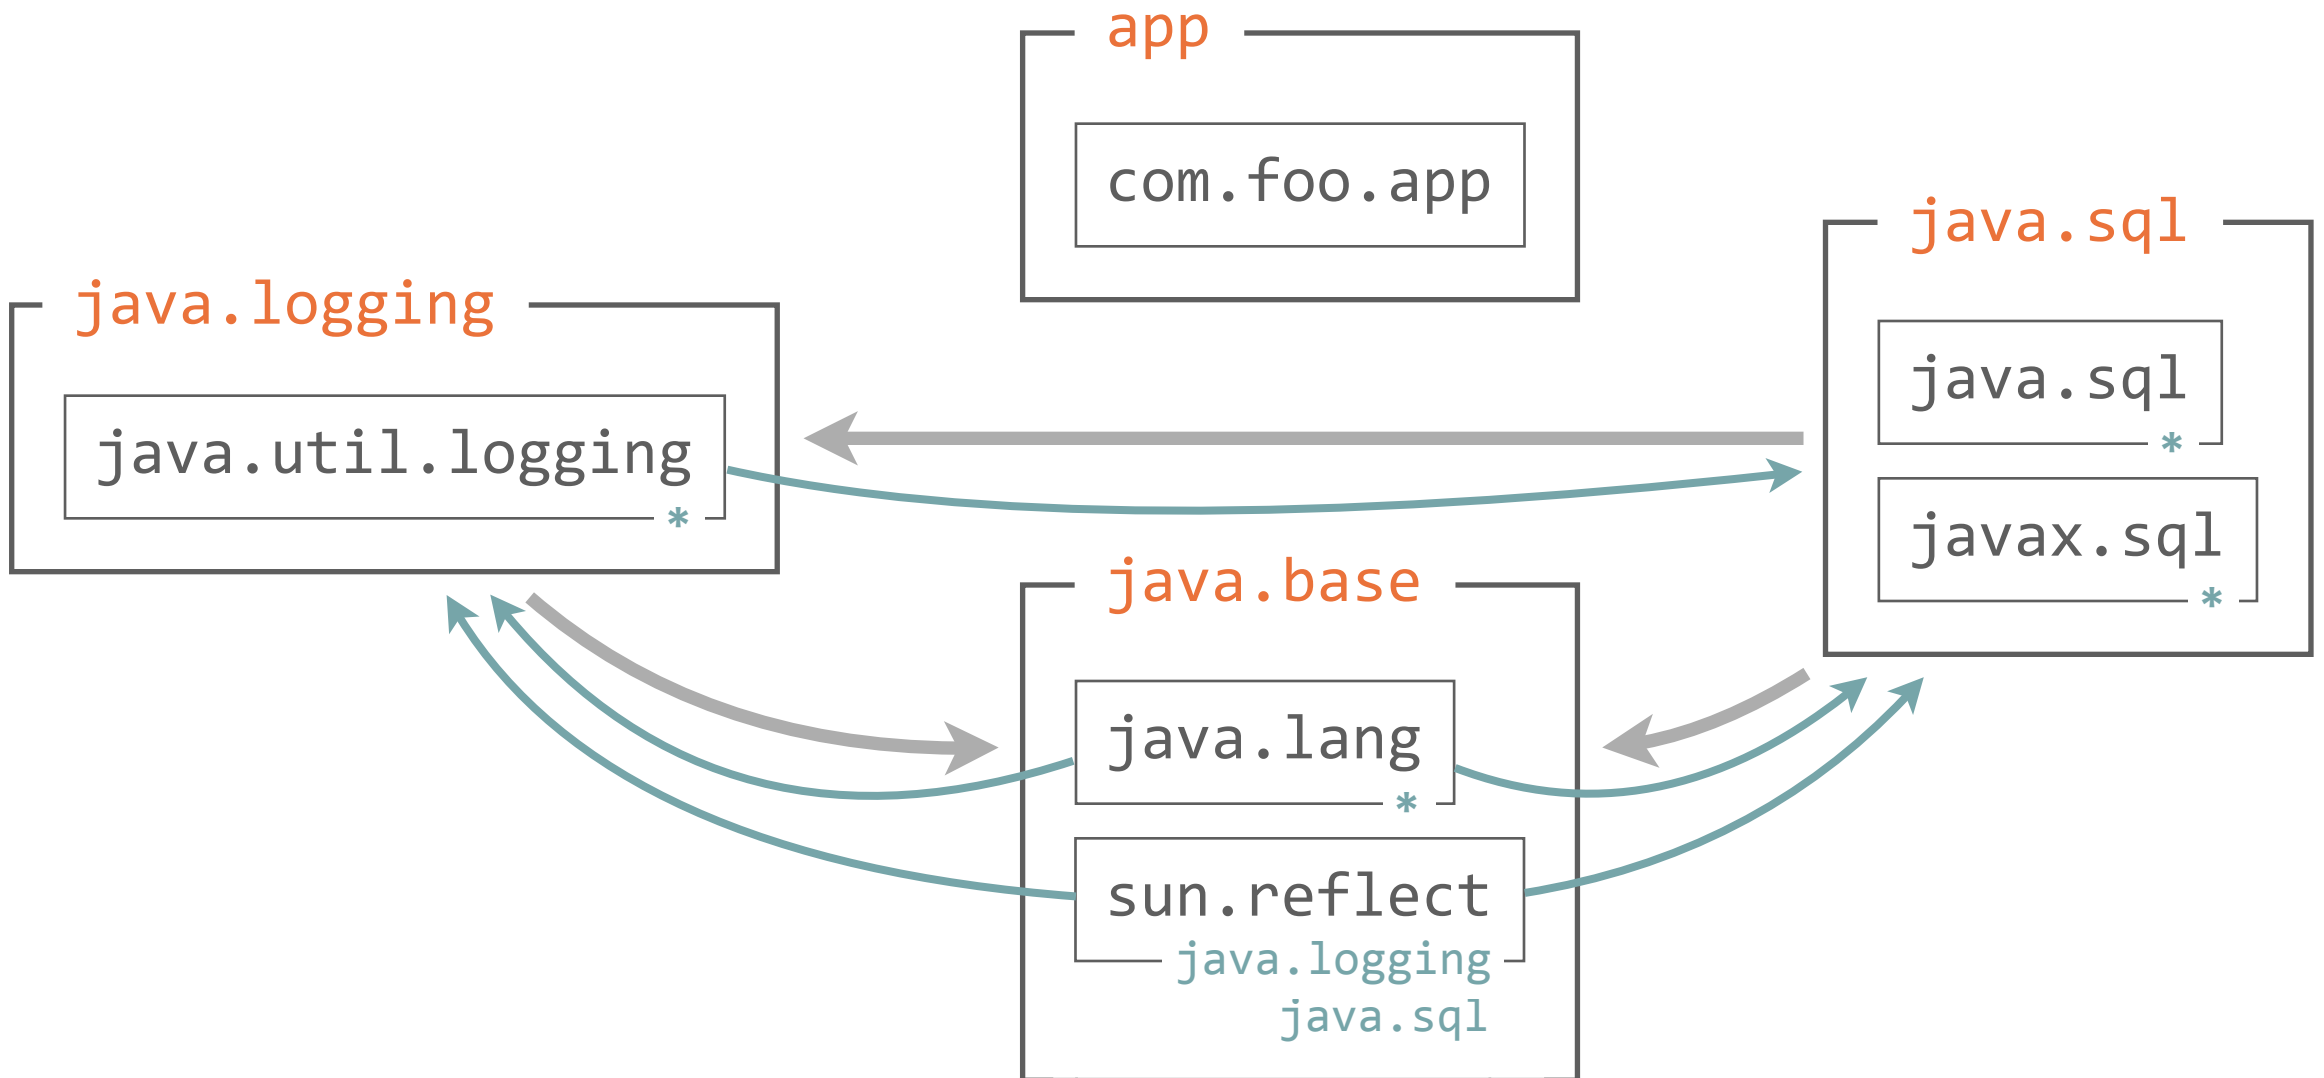 app
com.foo.app
java.logging
java.util.logging
*
java.sql
java.sql
*
javax.sql
*
java.base
java.lang
*
sun.reflect
java.logging
java.sql